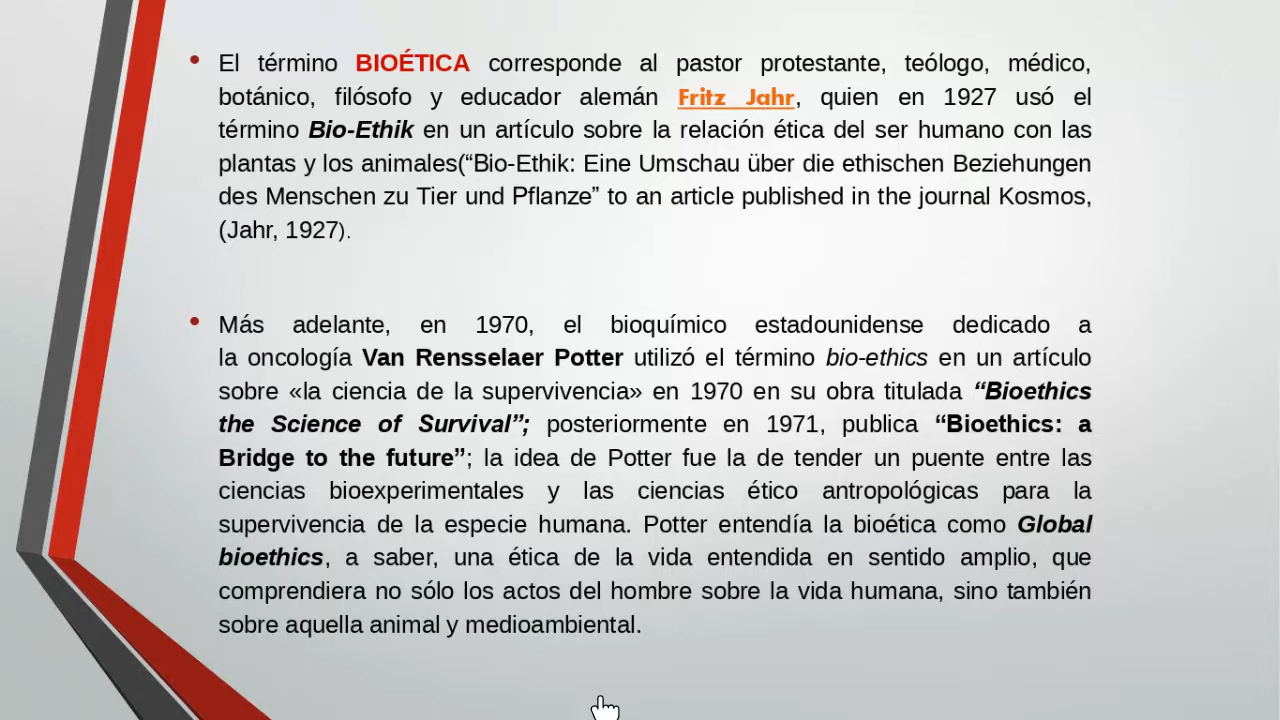 • El término BIOÉTICA corresponde al pastor protestante, teólogo, médico,
botánico, filósofo y educador alemán Fritz Jahr, quien en 1927 usó el
término Bio-Ethik en un artículo sobre la relación ética del ser humano con las
plantas y los animales(“Bio-Ethik: Eine Umschau über die ethischen Beziehungen
des Menschen zu Tier und Pflanze” to an article published in the journal Kosmos,
(Jahr, 1927).
• Más adelante, en 1970, el bioquímico estadounidense dedicado a
la oncología Van Rensselaer Potter utilizó el término bio-ethics en un artículo
sobre «la ciencia de la supervivencia» en 1970 en su obra titulada “Bioethics
the Science of Survival”; posteriormente en 1971, publica “Bioethics: a
Bridge to the future”; la idea de Potter fue la de tender un puente entre las
ciencias bioexperimentales y las ciencias ético antropológicas para la
supervivencia de la especie humana. Potter entendía la bioética como Global
bioethics, a saber, una ética de la vida entendida en sentido amplio, que
comprendiera no sólo los actos del hombre sobre la vida humana, sino también
sobre aquella animal y medioambiental.